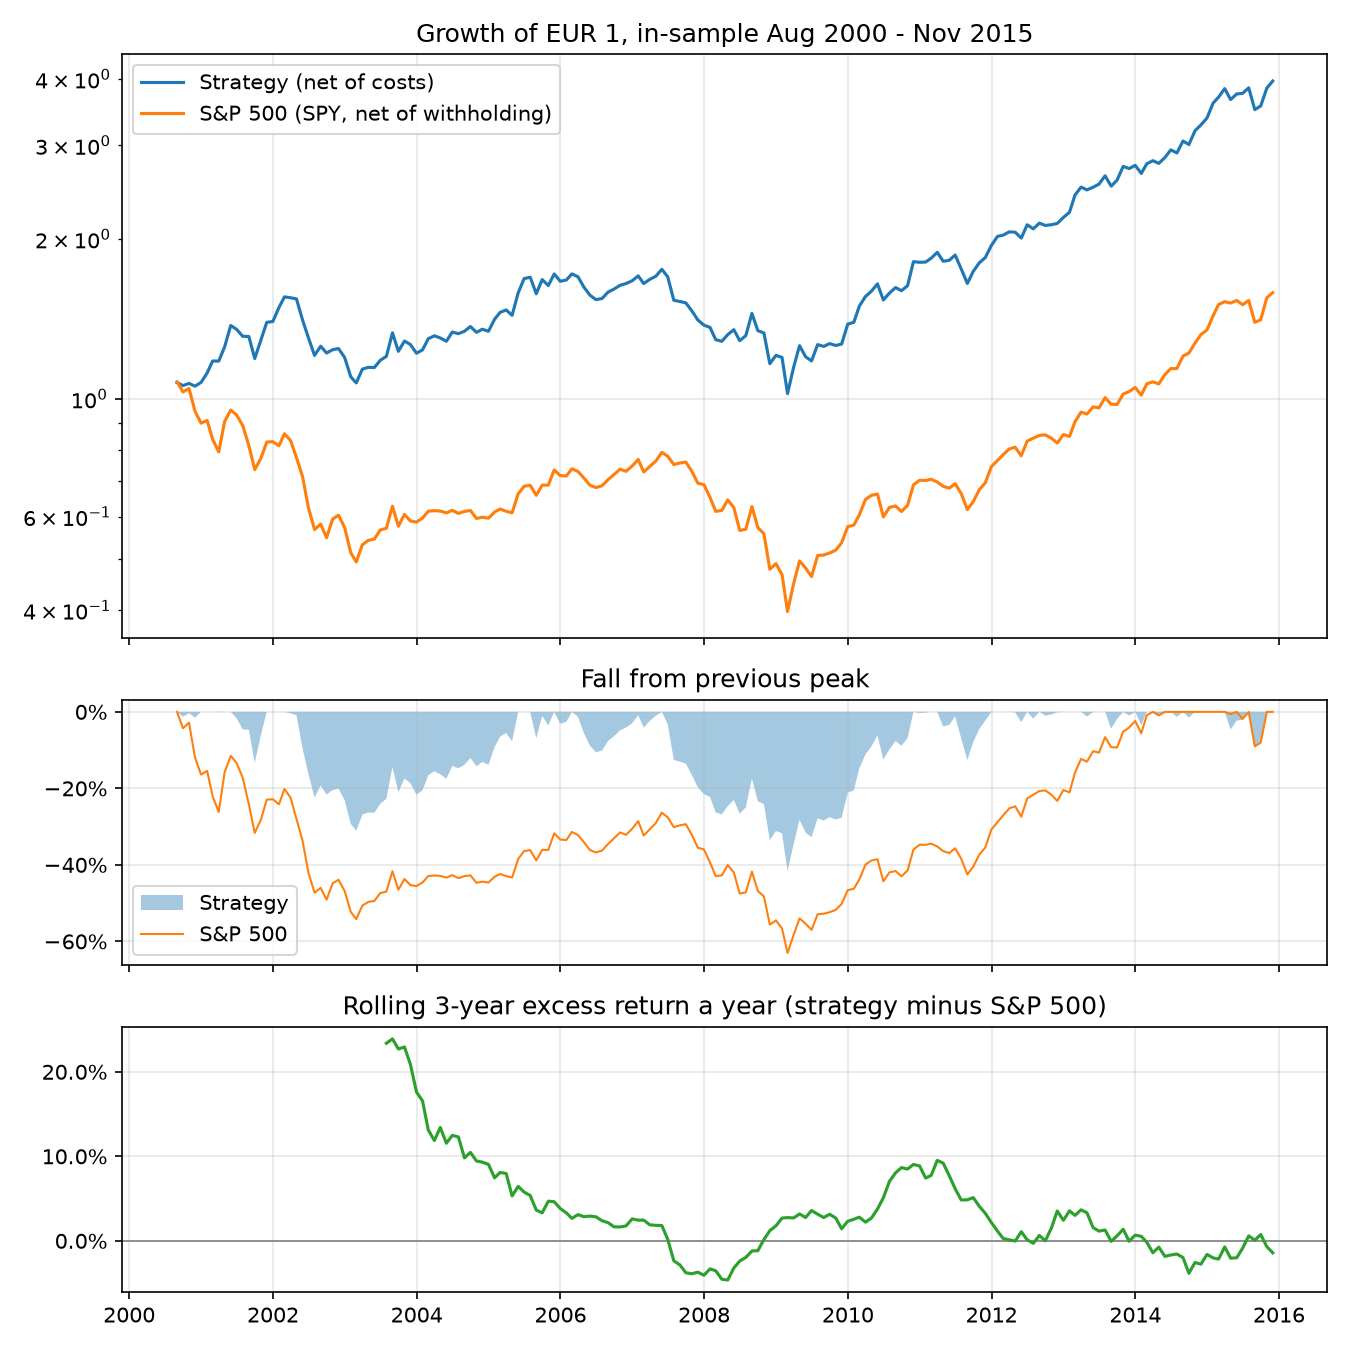 Growth of EUR 1, in-sample Aug 2000 - Nov 2015
Strategy (net of costs)
S&P 500 (SPY, net of withholding)
4 × 10⁰
3 × 10⁰
2 × 10⁰
10⁰
6 × 10⁻¹
4 × 10⁻¹
Fall from previous peak
0%
−20%
−40%
−60%
Strategy
S&P 500
Rolling 3-year excess return a year (strategy minus S&P 500)
20.0%
10.0%
0.0%
2000 2002 2004 2006 2008 2010 2012 2014 2016